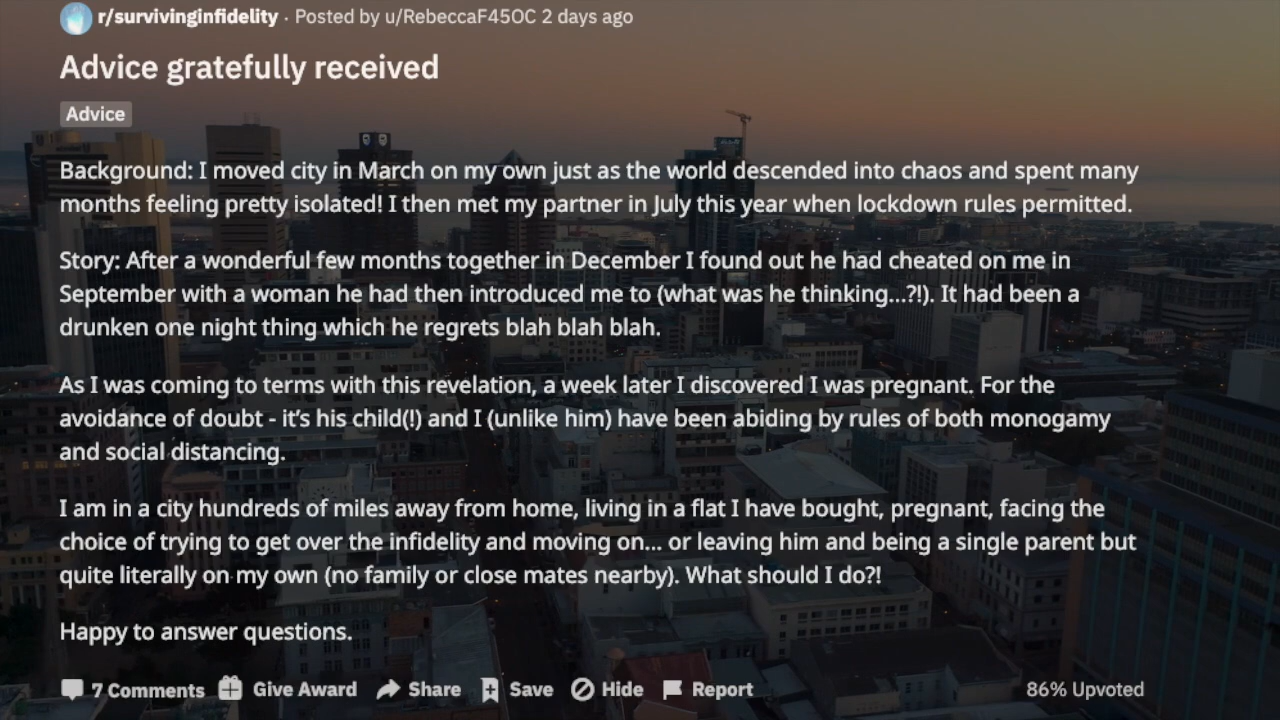 r/survivinginfidelity · Posted by u/RebeccaF45OC 2 days ago
Advice gratefully received
Advice
Background: I moved city in March on my own just as the world descended into chaos and spent many
months feeling pretty isolated! I then met my partner in July this year when lockdown rules permitted.
Story: After a wonderful few months together in December I found out he had cheated on me in
September with a woman he had then introduced me to (what was he thinking...?!). It had been a
drunken one night thing which he regrets blah blah blah.
As I was coming to terms with this revelation, a week later I discovered I was pregnant. For the
avoidance of doubt - it's his child(!) and I (unlike him) have been abiding by rules of both monogamy
and social distancing.
I am in a city hundreds of miles away from home, living in a flat I have bought, pregnant, facing the
choice of trying to get over the infidelity and moving on... or leaving him and being a single parent but
quite literally on my own (no family or close mates nearby). What should I do?!
Happy to answer questions.
7 Comments Give Award Share Save Hide Report 86% Upvoted